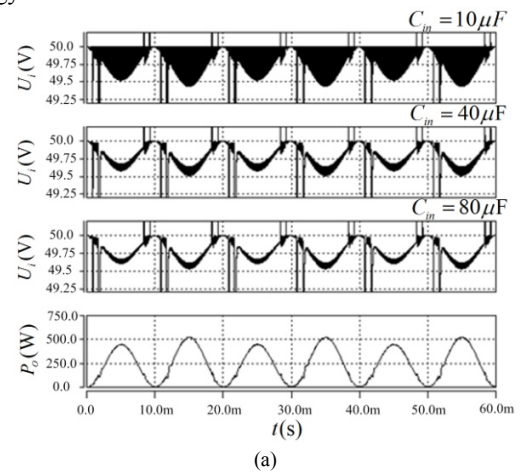 gy
C_in = 10μF
U_i(V)
50.0
49.75
49.5
49.25
C_in = 40μF
U_i(V)
50.0
49.75
49.5
49.25
C_in = 80μF
U_i(V)
50.0
49.75
49.5
49.25
P_o(W)
750.0
500.0
250.0
0.0
0.0 10.0m 20.0m 30.0m 40.0m 50.0m 60.0m
t(s)
(a)